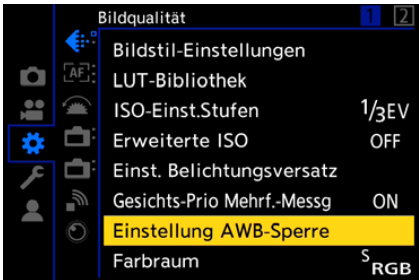 Bildqualität 1 2
Bildstil-Einstellungen
LUT-Bibliothek
ISO-Einst.Stufen 1/3EV
Erweiterte ISO OFF
Einst. Belichtungsversatz
Gesichts-Prio Mehrf.-Messg ON
Einstellung AWB-Sperre
Farbraum sRGB
AF